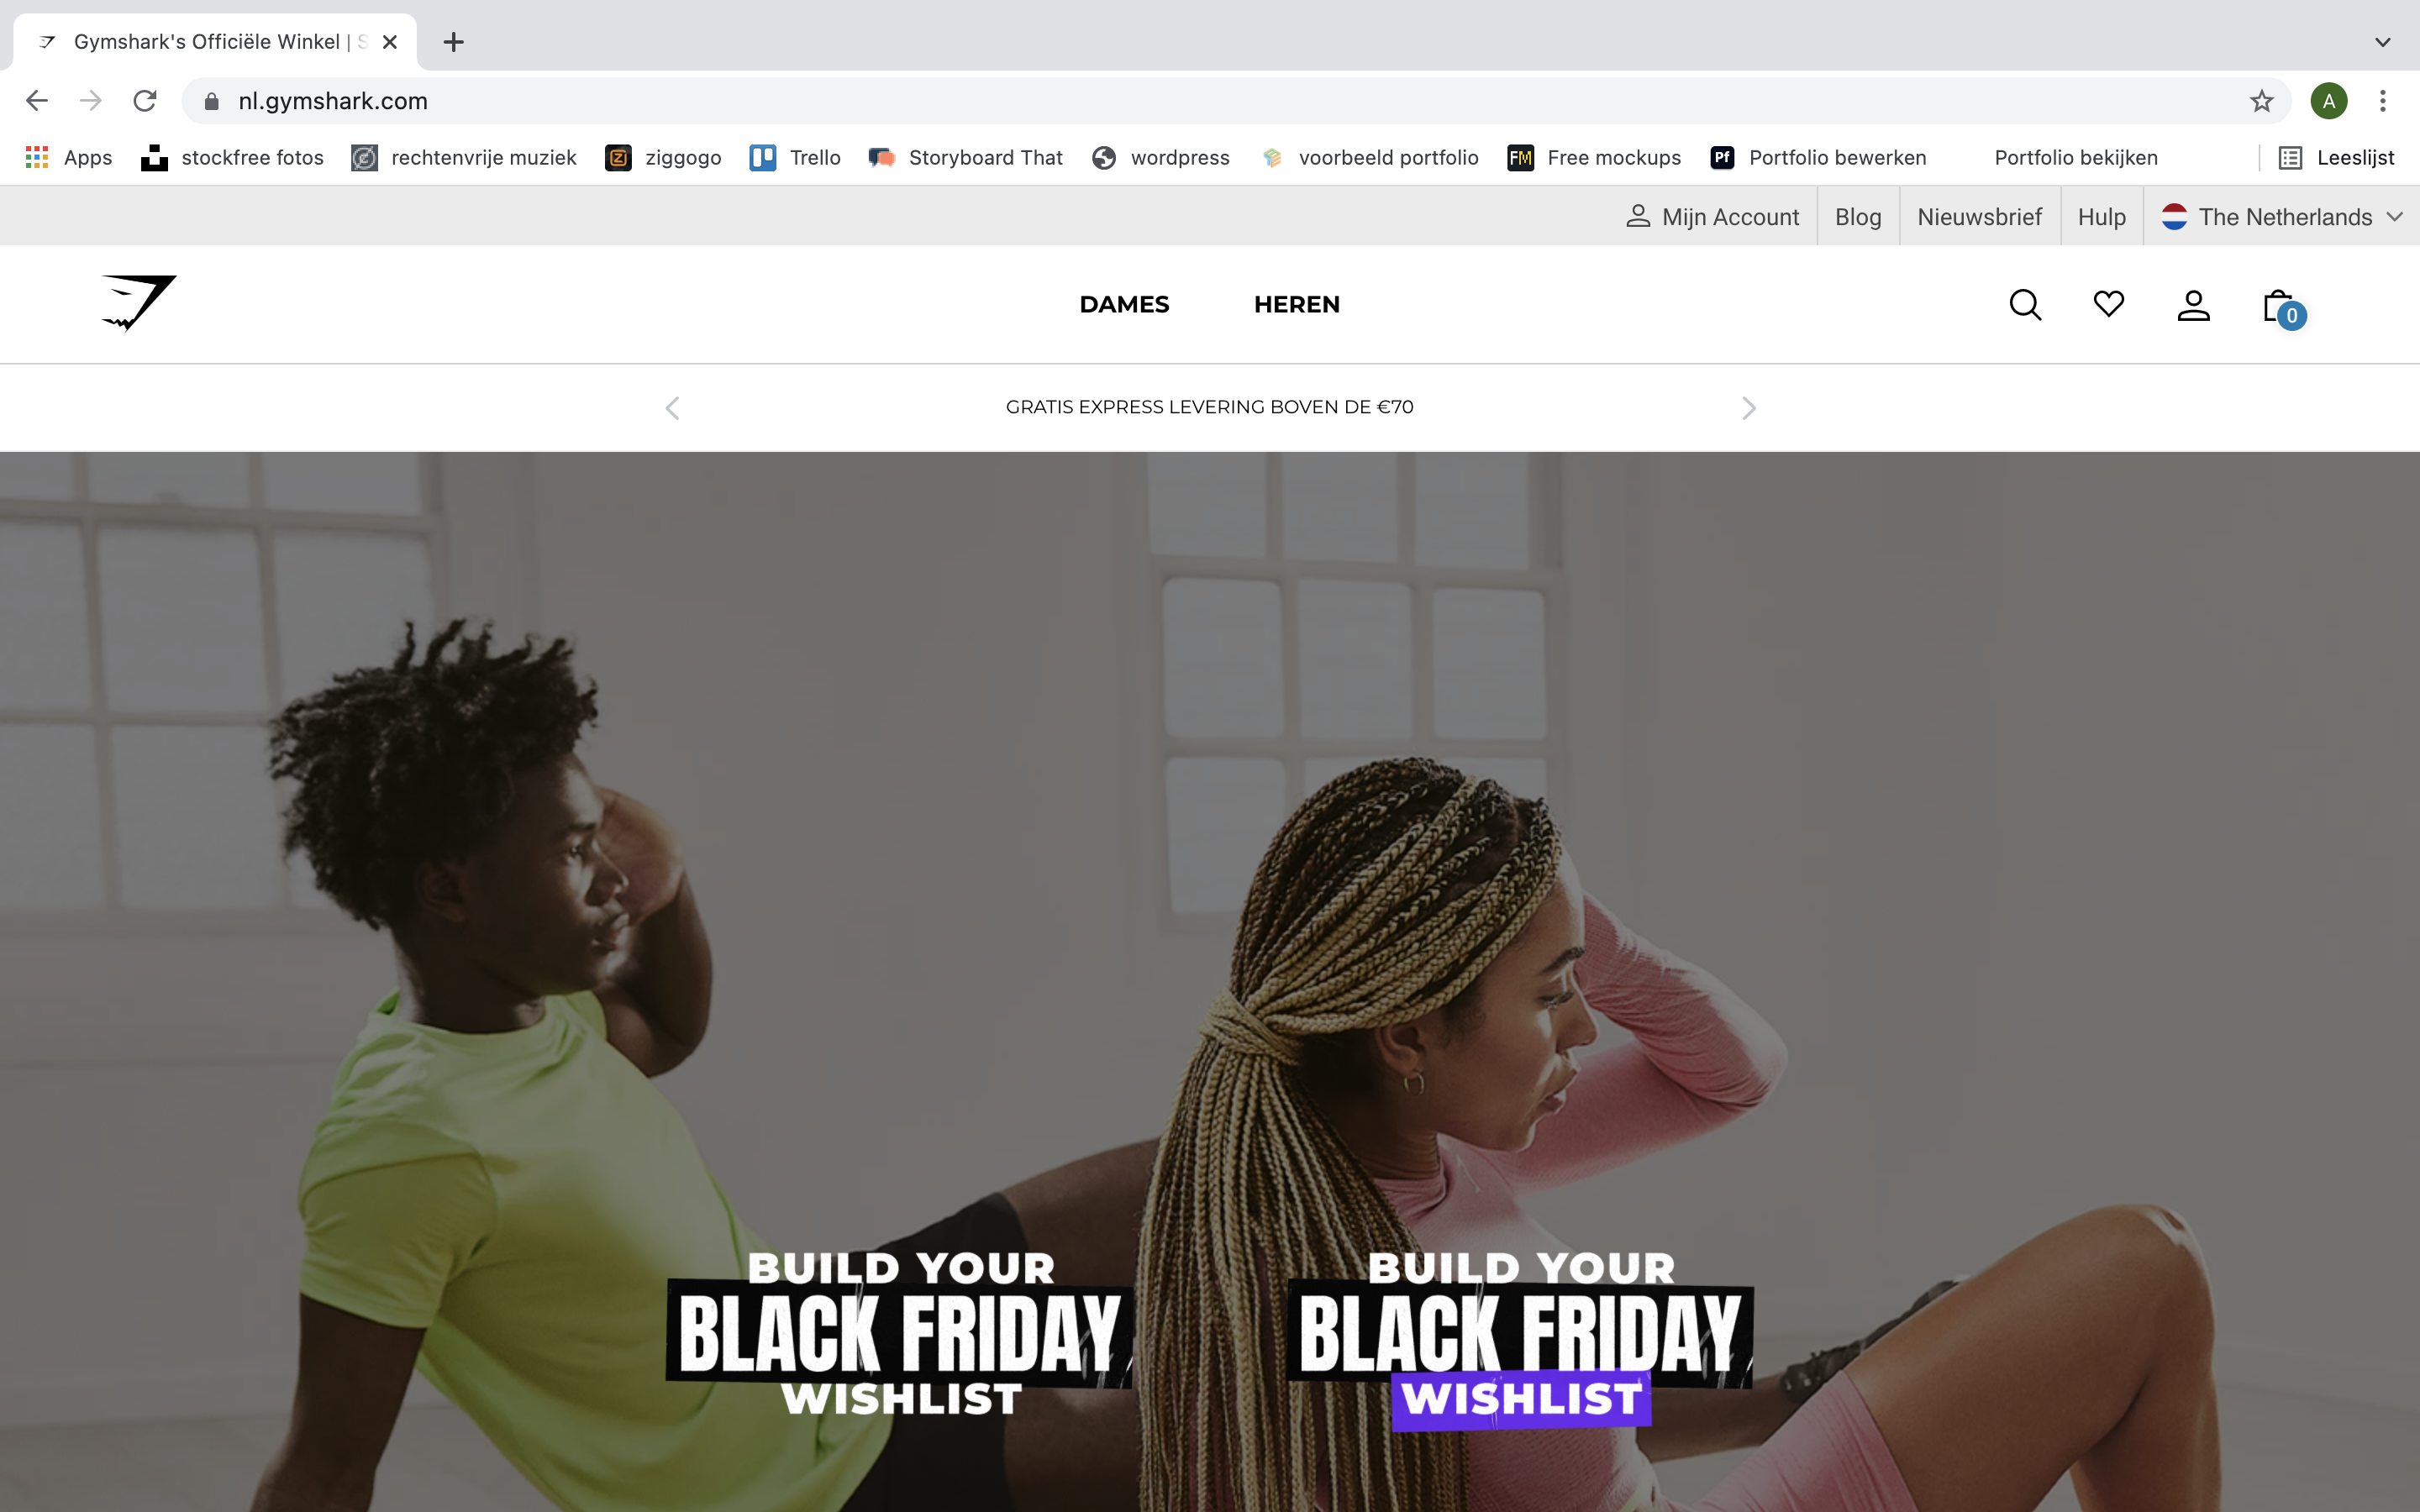 Gymshark's Officiële Winkel |
nl.gymshark.com
A
Apps stockfree fotos rechtenvrije muziek ziggogo Trello Storyboard That wordpress voorbeeld portfolio FM Free mockups Pf Portfolio bewerken Portfolio bekijken Leeslijst
Mijn Account Blog Nieuwsbrief Hulp The Netherlands
DAMES HEREN
0
GRATIS EXPRESS LEVERING BOVEN DE €70
BUILD YOUR
BLACK FRIDAY
WISHLIST
BUILD YOUR
BLACK FRIDAY
WISHLIST